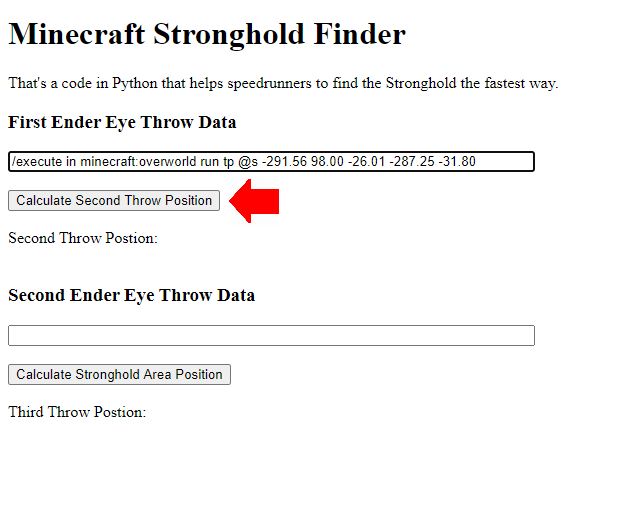 Minecraft Stronghold Finder
That's a code in Python that helps speedrunners to find the Stronghold the fastest way.
First Ender Eye Throw Data
/execute in minecraft:overworld run tp @s -291.56 98.00 -26.01 -287.25 -31.80
Calculate Second Throw Position
Second Throw Postion:
Second Ender Eye Throw Data
Calculate Stronghold Area Position
Third Throw Postion: